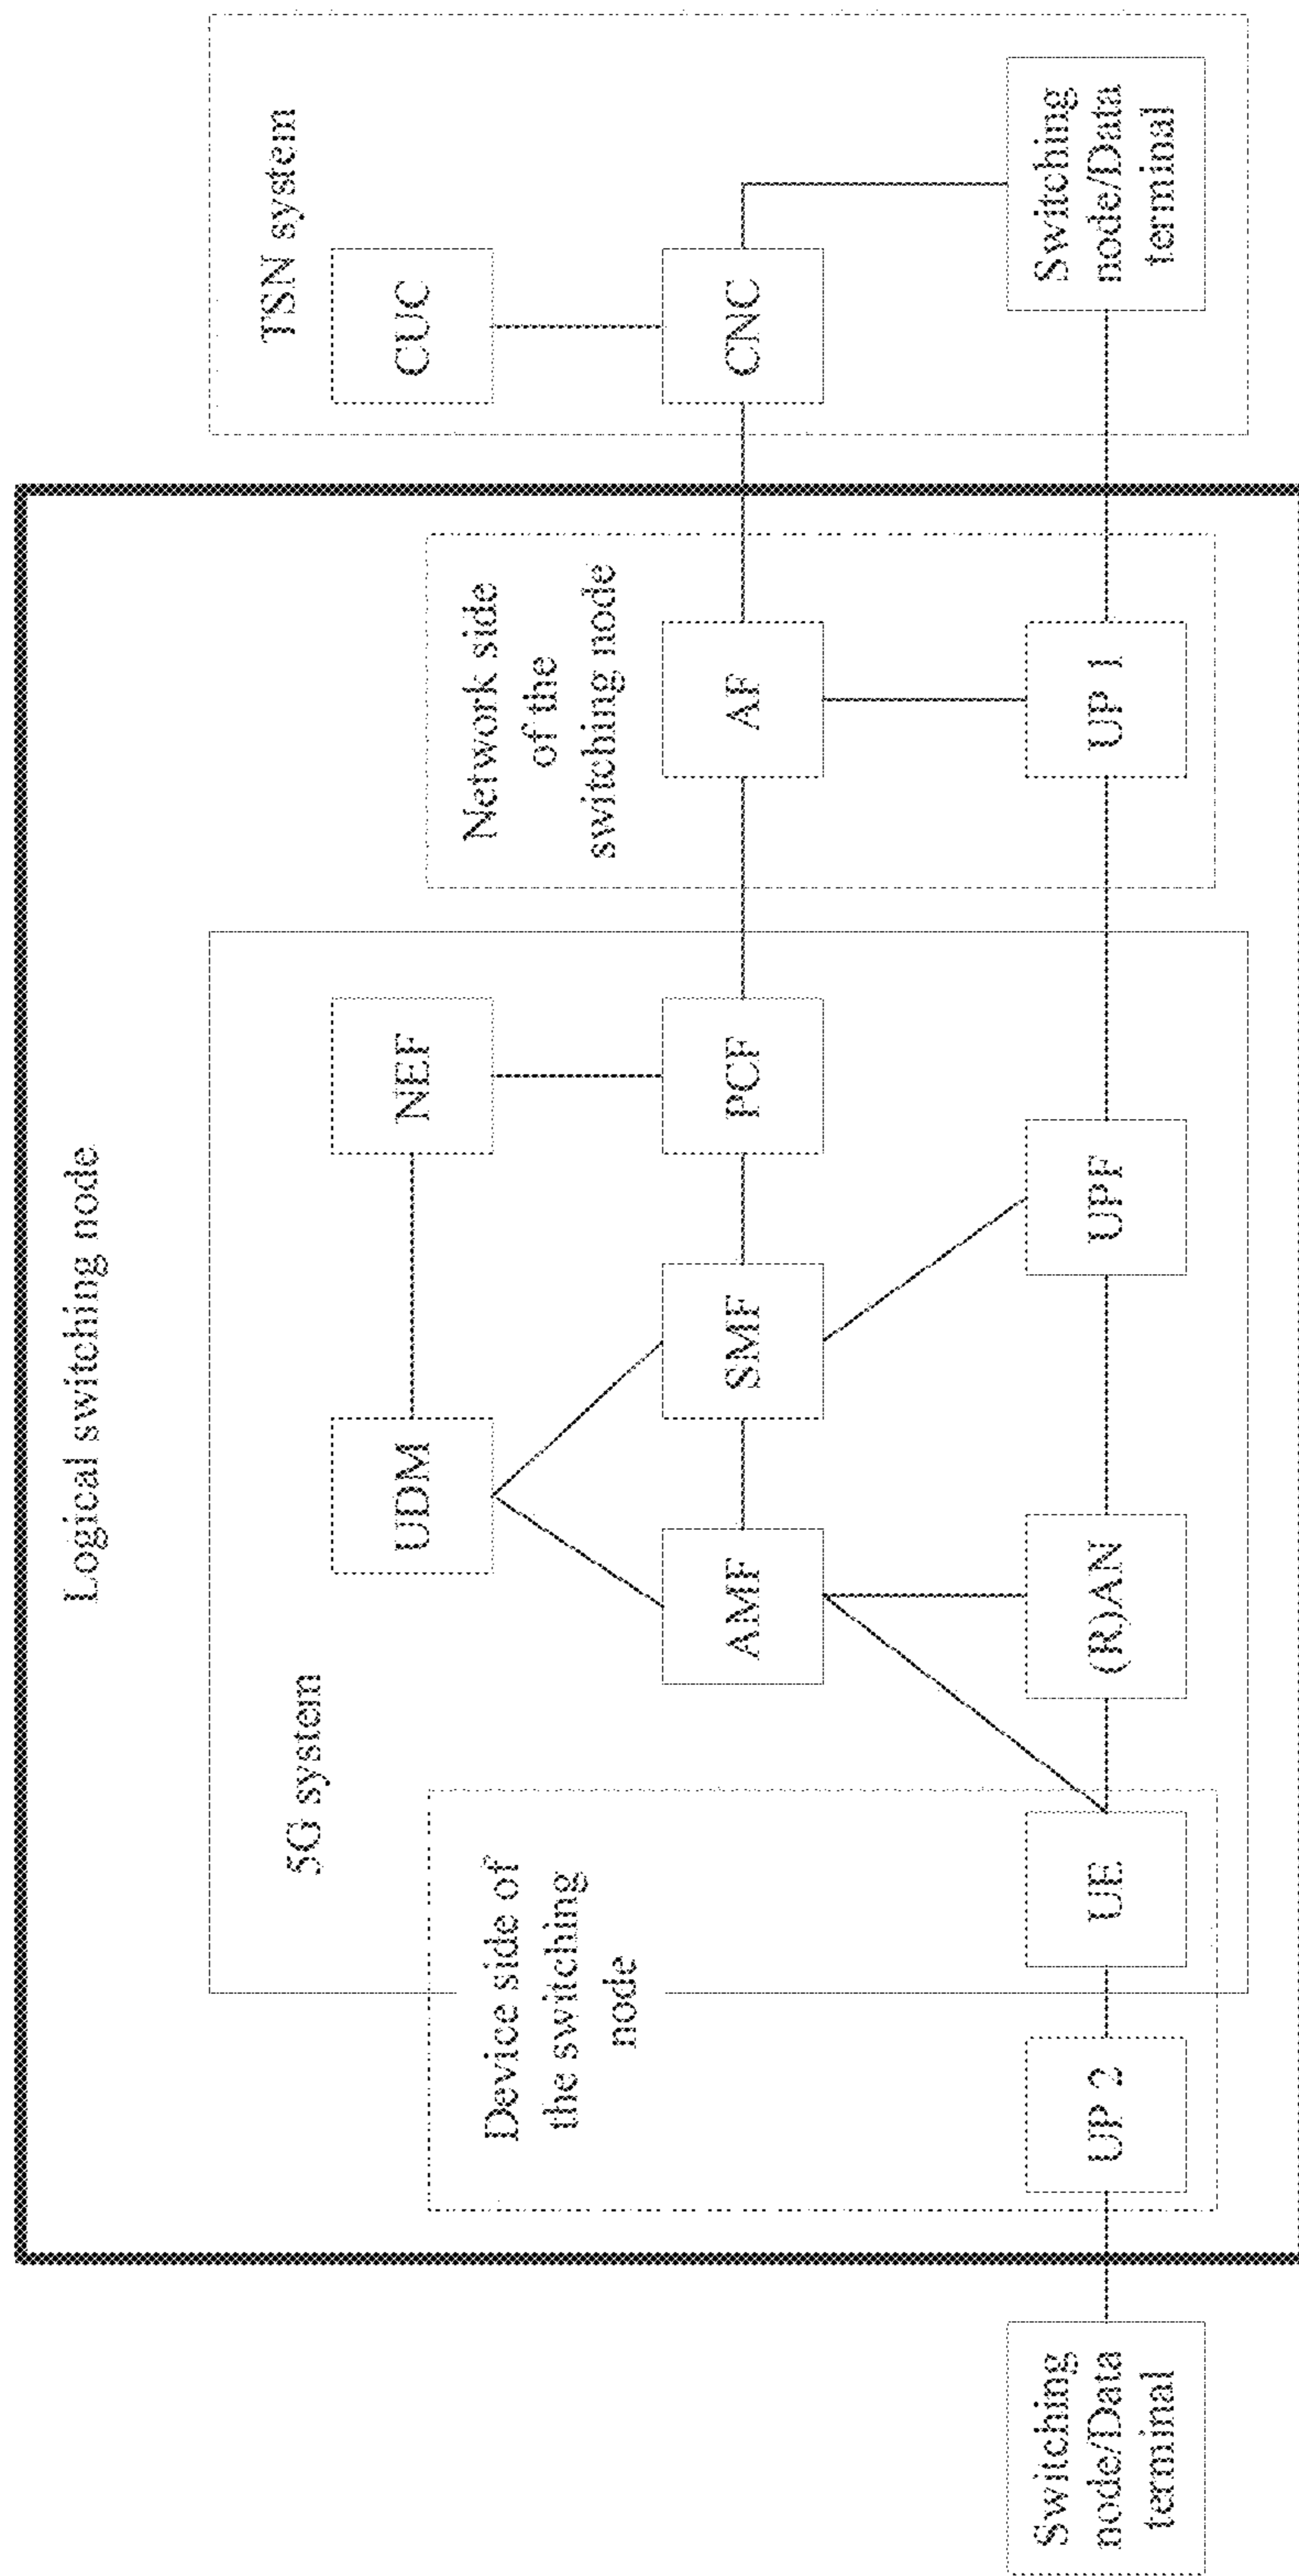 Logical switching node
5G system
TSN system
Device side of
the switching
node
Network side
of the
switching node
UDM
NEF
CUC
AMF
SMF
PCF
AF
CNC
Switching
node/Data
terminal
UP 2
UE
(R)AN
UPF
UP 1
Switching
node/Data
terminal